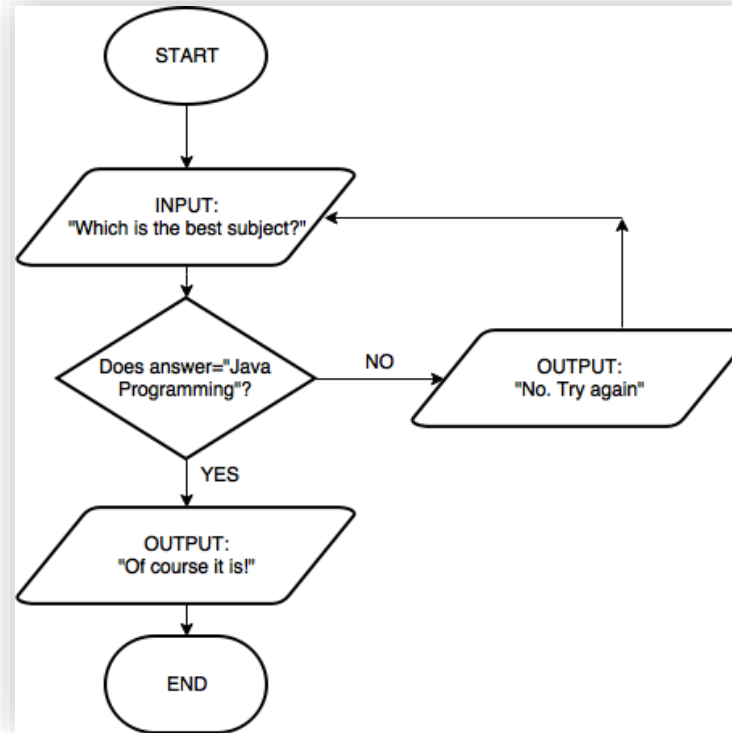 START
INPUT:
"Which is the best subject?"
Does answer="Java
Programming"?
NO
OUTPUT:
"No. Try again"
YES
OUTPUT:
"Of course it is!"
END